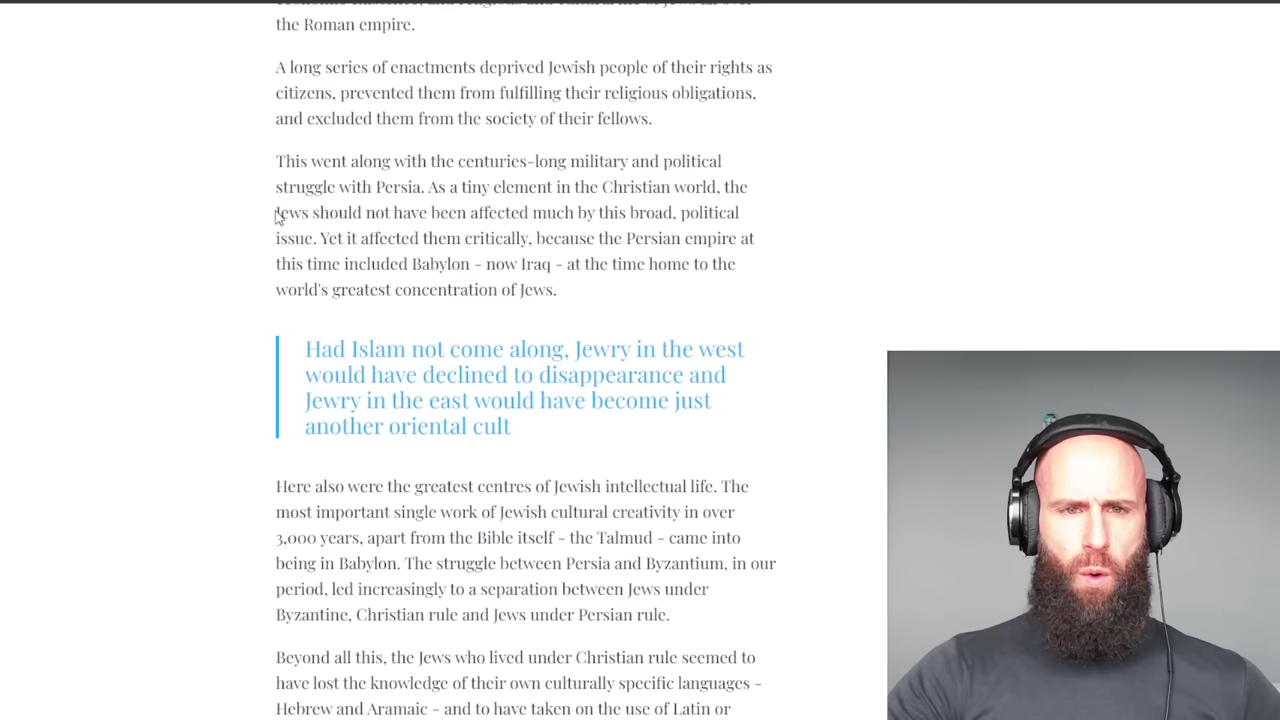 the Roman empire.
A long series of enactments deprived Jewish people of their rights as
citizens, prevented them from fulfilling their religious obligations,
and excluded them from the society of their fellows.
This went along with the centuries-long military and political
struggle with Persia. As a tiny element in the Christian world, the
Jews should not have been affected much by this broad, political
issue. Yet it affected them critically, because the Persian empire at
this time included Babylon - now Iraq - at the time home to the
world's greatest concentration of Jews.
Had Islam not come along, Jewry in the west
would have declined to disappearance and
Jewry in the east would have become just
another oriental cult
Here also were the greatest centres of Jewish intellectual life. The
most important single work of Jewish cultural creativity in over
3,000 years, apart from the Bible itself - the Talmud - came into
being in Babylon. The struggle between Persia and Byzantium, in our
period, led increasingly to a separation between Jews under
Byzantine, Christian rule and Jews under Persian rule.
Beyond all this, the Jews who lived under Christian rule seemed to
have lost the knowledge of their own culturally specific languages -
Hebrew and Aramaic - and to have taken on the use of Latin or